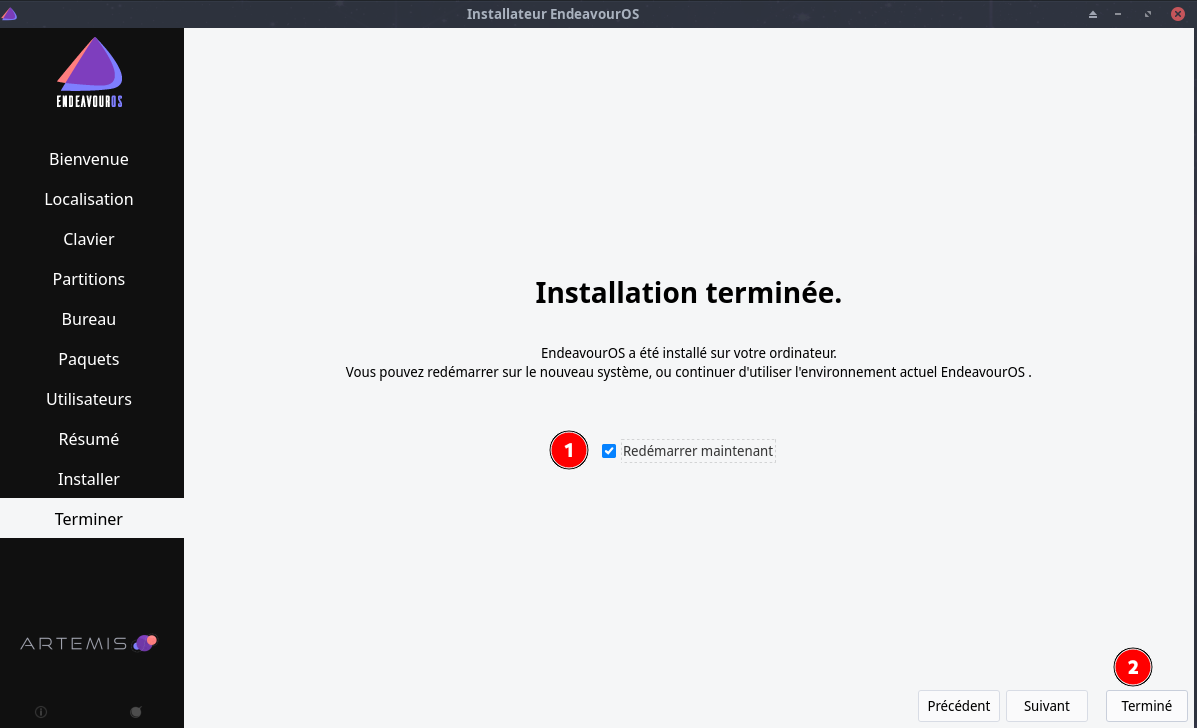 Installateur EndeavourOS
ENDEAVOUROS
Bienvenue
Localisation
Clavier
Partitions
Bureau
Paquets
Utilisateurs
Résumé
Installer
Terminer
ARTEMIS
Installation terminée.
EndeavourOS a été installé sur votre ordinateur.
Vous pouvez redémarrer sur le nouveau système, ou continuer d'utiliser l'environnement actuel EndeavourOS .
1 Redémarrer maintenant
2
Précédent Suivant Terminé